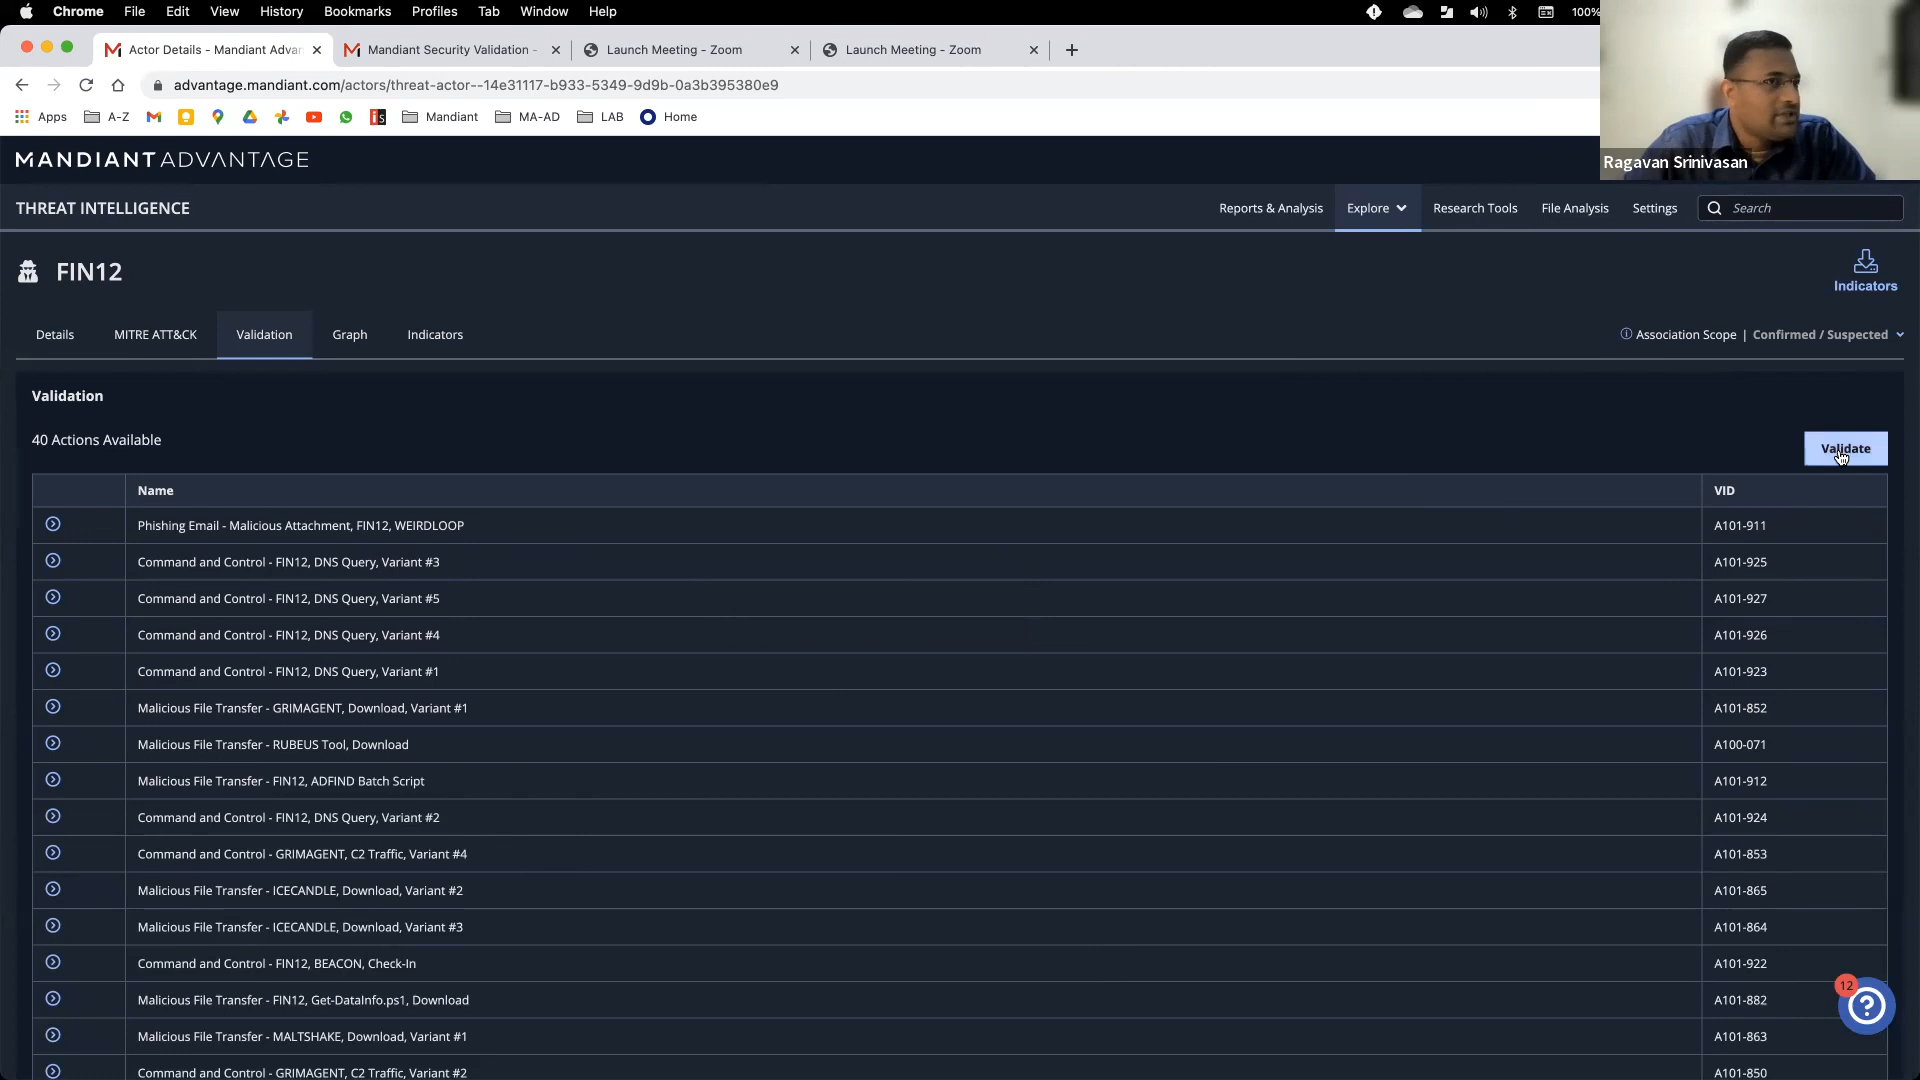 Chrome File Edit View History Bookmarks Profiles Tab Window Help 100%
Actor Details - Mandiant Advan Mandiant Security Validation - Launch Meeting - Zoom Launch Meeting - Zoom
advantage.mandiant.com/actors/threat-actor--14e31117-b933-5349-9d9b-0a3b395380e9
Apps A-Z Mandiant MA-AD LAB Home
Ragavan Srinivasan
MANDIANT ADVANTAGE
THREAT INTELLIGENCE Reports & Analysis Explore Research Tools File Analysis Settings Search
FIN12
Indicators
Details MITRE ATT&CK Validation Graph Indicators Association Scope | Confirmed / Suspected
Validation
40 Actions Available
Validate
Name VID
Phishing Email - Malicious Attachment, FIN12, WEIRDLOOP A101-911
Command and Control - FIN12, DNS Query, Variant #3 A101-925
Command and Control - FIN12, DNS Query, Variant #5 A101-927
Command and Control - FIN12, DNS Query, Variant #4 A101-926
Command and Control - FIN12, DNS Query, Variant #1 A101-923
Malicious File Transfer - GRIMAGENT, Download, Variant #1 A101-852
Malicious File Transfer - RUBEUS Tool, Download A100-071
Malicious File Transfer - FIN12, ADFIND Batch Script A101-912
Command and Control - FIN12, DNS Query, Variant #2 A101-924
Command and Control - GRIMAGENT, C2 Traffic, Variant #4 A101-853
Malicious File Transfer - ICECANDLE, Download, Variant #2 A101-865
Malicious File Transfer - ICECANDLE, Download, Variant #3 A101-864
Command and Control - FIN12, BEACON, Check-In A101-922
Malicious File Transfer - FIN12, Get-DataInfo.ps1, Download A101-882
12
Malicious File Transfer - MALTSHAKE, Download, Variant #1 A101-863
Command and Control - GRIMAGENT, C2 Traffic, Variant #2 A101-850